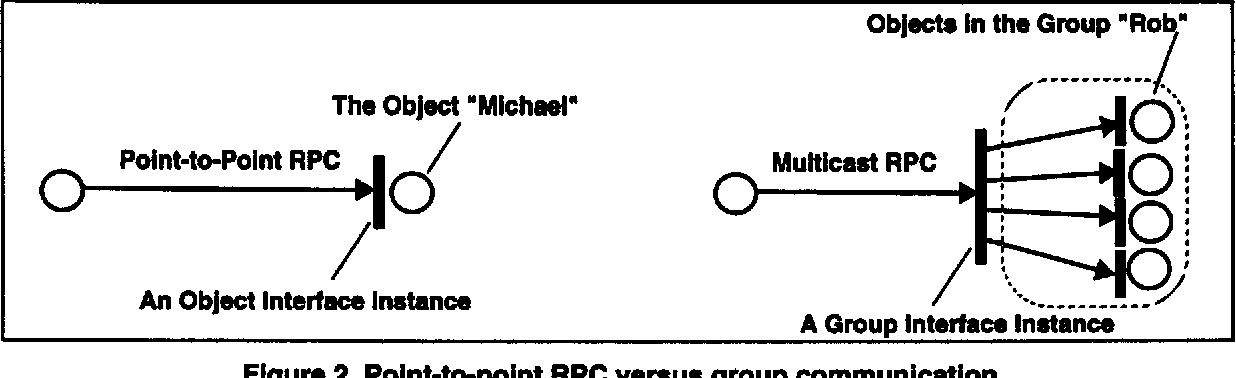 Objects in the Group "Rob"
The Object "Michael"
Point-to-Point RPC
Multicast RPC
An Object Interface Instance
A Group Interface Instance
Figure 2 Point-to-point RPC versus group communication